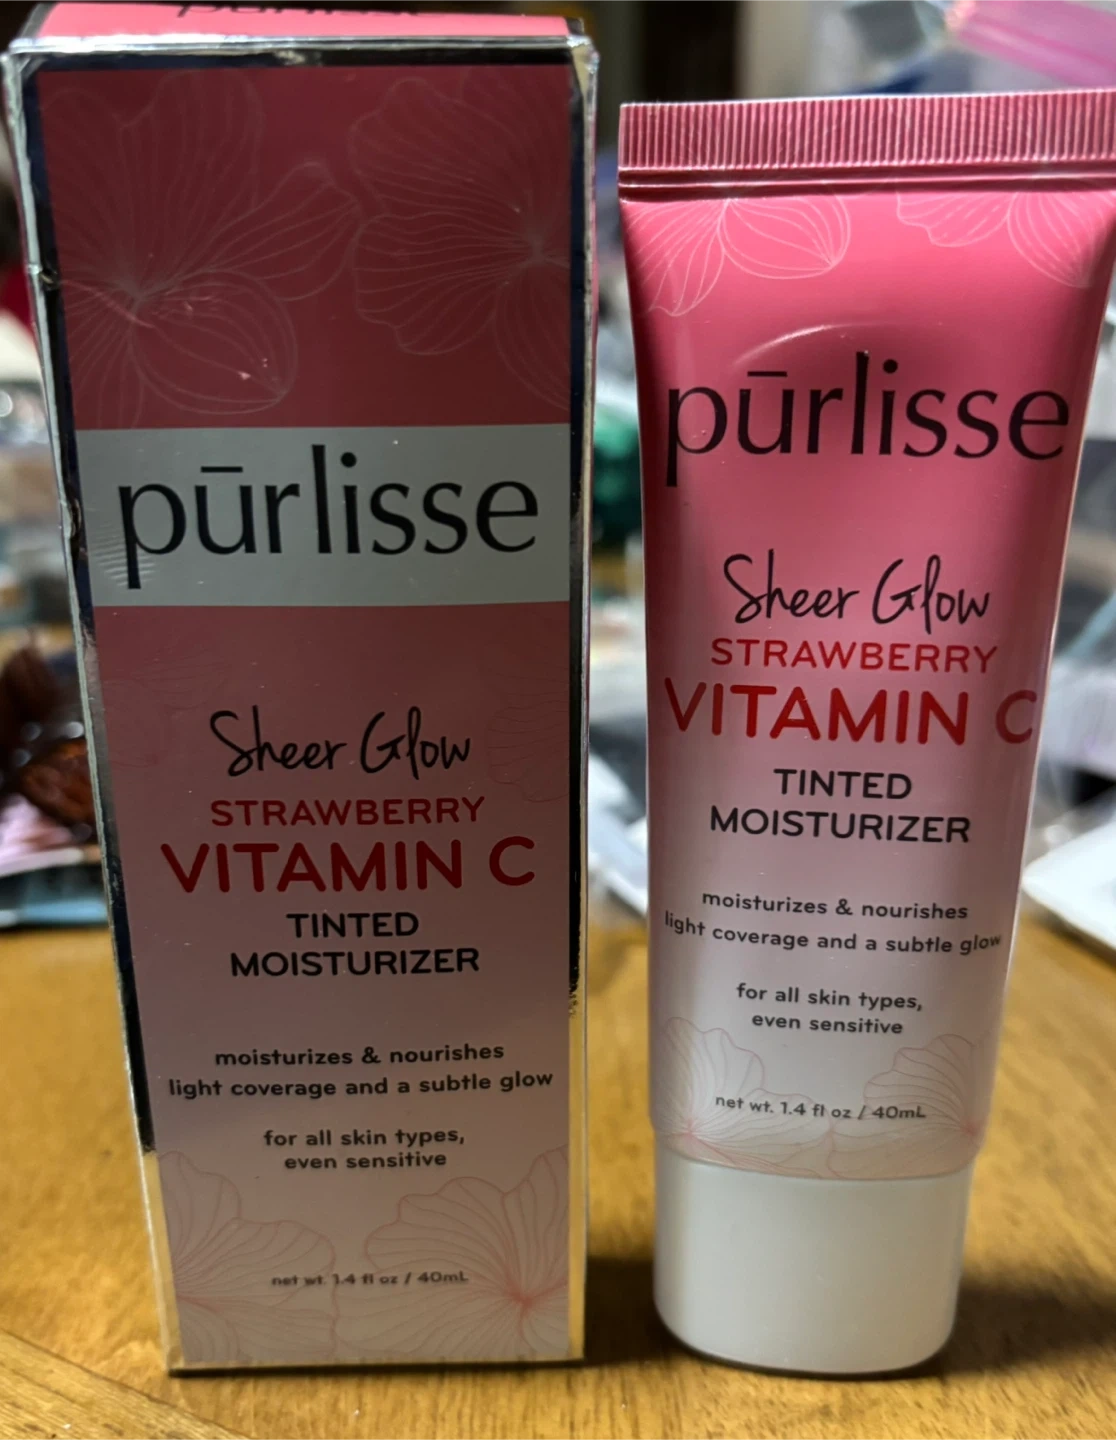 pūrlisse
pūrlisse
Sheer Glow
STRAWBERRY
VITAMIN C
TINTED
MOISTURIZER
moisturizes & nourishes
light coverage and a subtle glow
for all skin types,
even sensitive
net wt. 1.4 fl oz / 40mL
pūrlisse
Sheer Glow
STRAWBERRY
VITAMIN C
TINTED
MOISTURIZER
moisturizes & nourishes
light coverage and a subtle glow
for all skin types,
even sensitive
net wt. 1.4 fl oz / 40mL